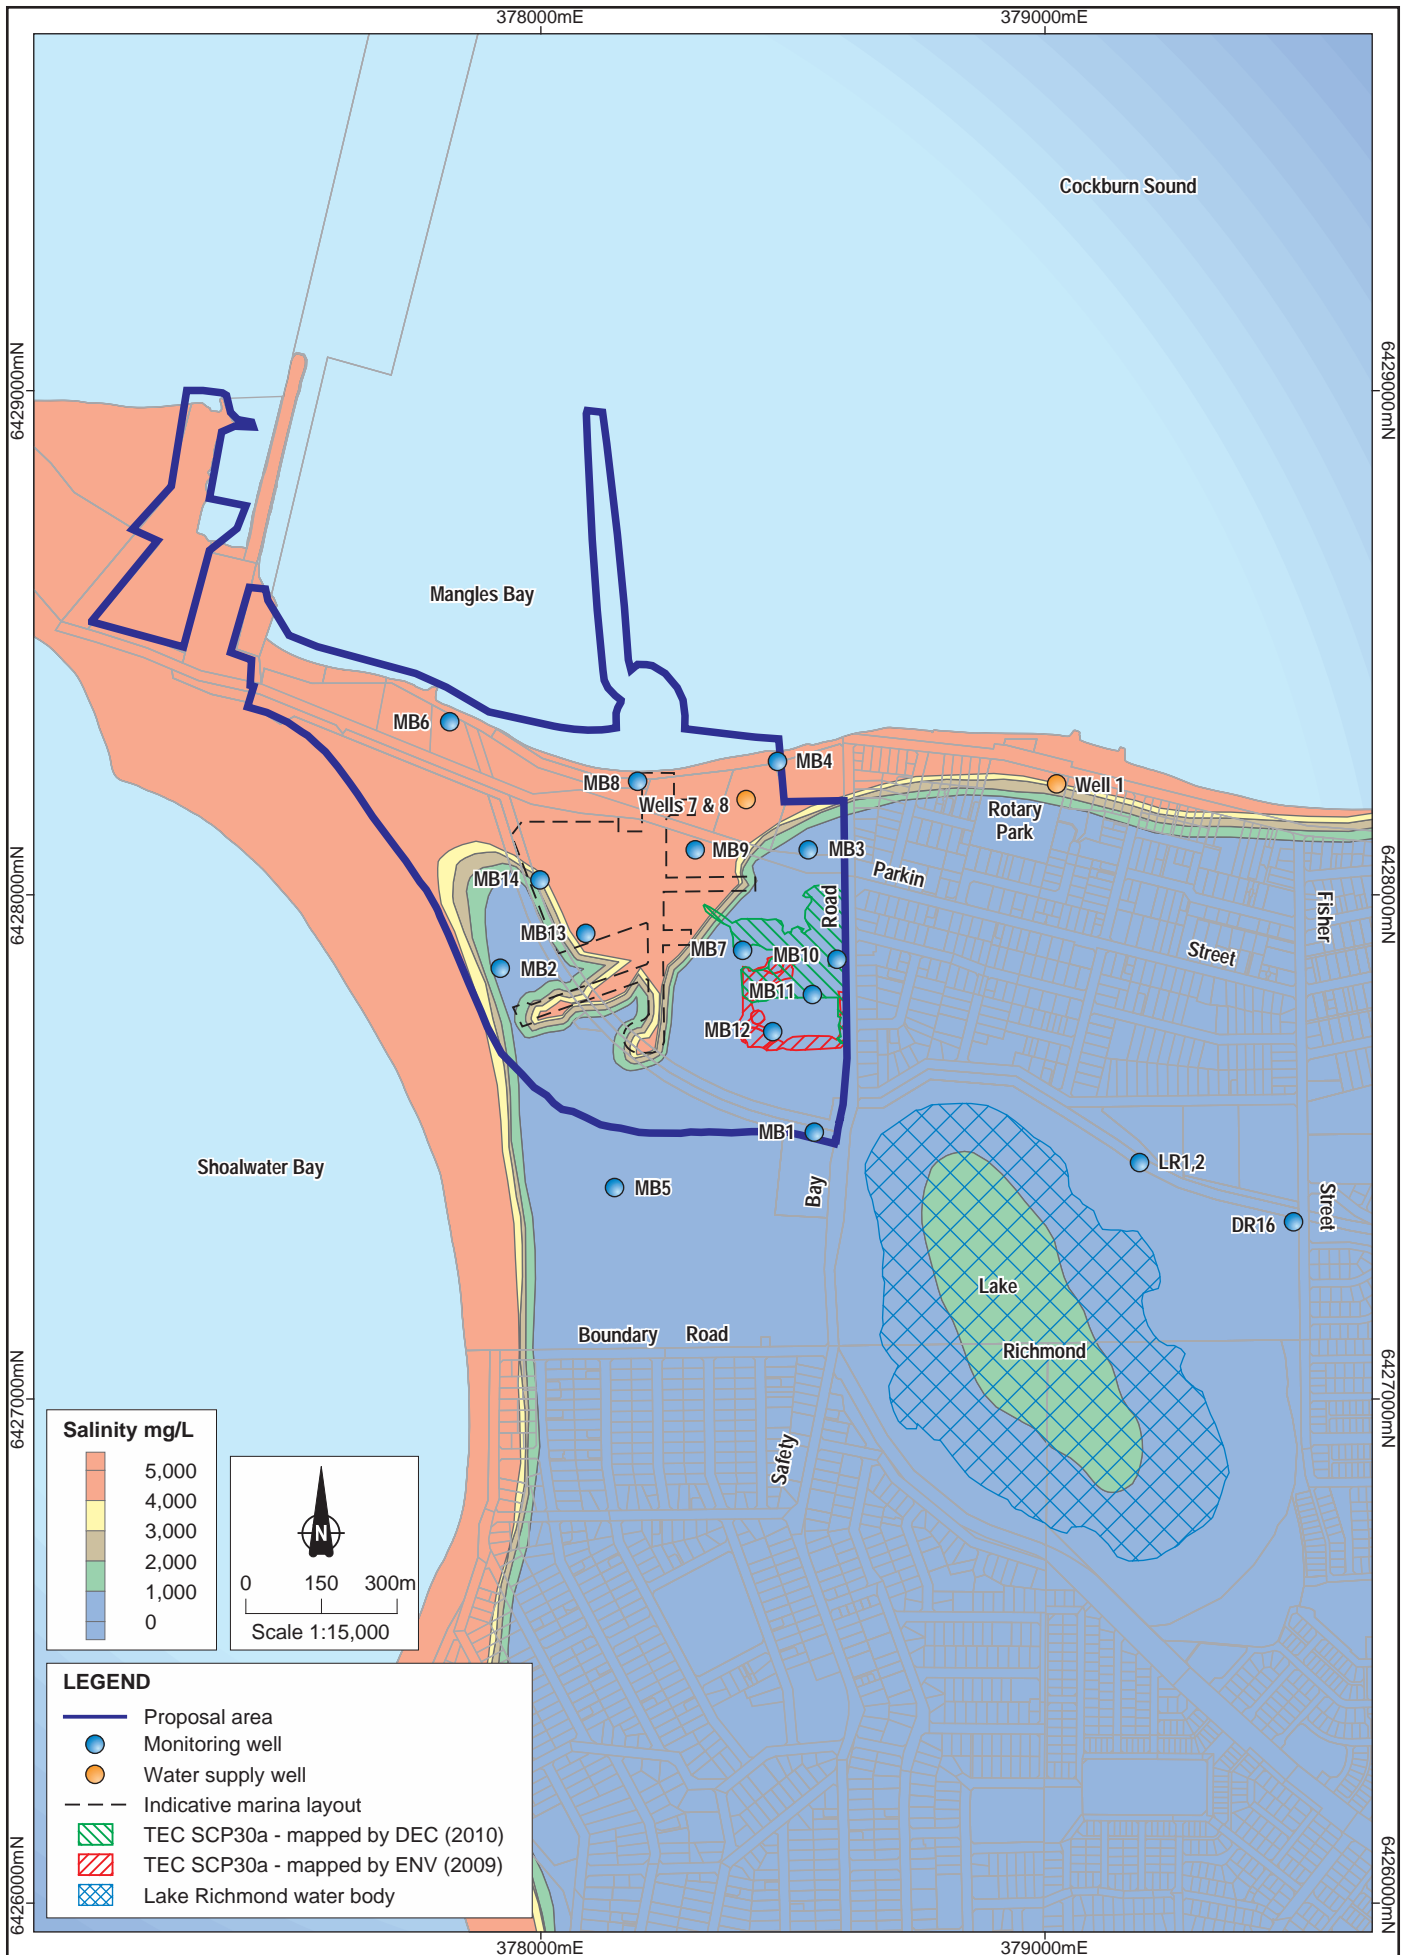 378000mE
379000mE
Cockburn Sound
6429000mN
6429000mN
Mangles Bay
MB6
MB4
MB8
Wells 7 & 8
Well 1
Rotary
Park
MB9
MB3
Parkin
MB14
6428000mN
6428000mN
Road
Fisher
MB13
MB7
MB10
Street
MB2
MB11
MB12
MB1
Shoalwater Bay
LR1,2
MB5
Bay
Street
DR16
Lake
Boundary Road
Richmond
6427000mN
6427000mN
Safety
Salinity mg/L
5,000
4,000
3,000
2,000
1,000
0
N
0 150 300m
Scale 1:15,000
LEGEND
Proposal area
Monitoring well
Water supply well
Indicative marina layout
TEC SCP30a - mapped by DEC (2010)
TEC SCP30a - mapped by ENV (2009)
Lake Richmond water body
6426000mN
6426000mN
378000mE
379000mE